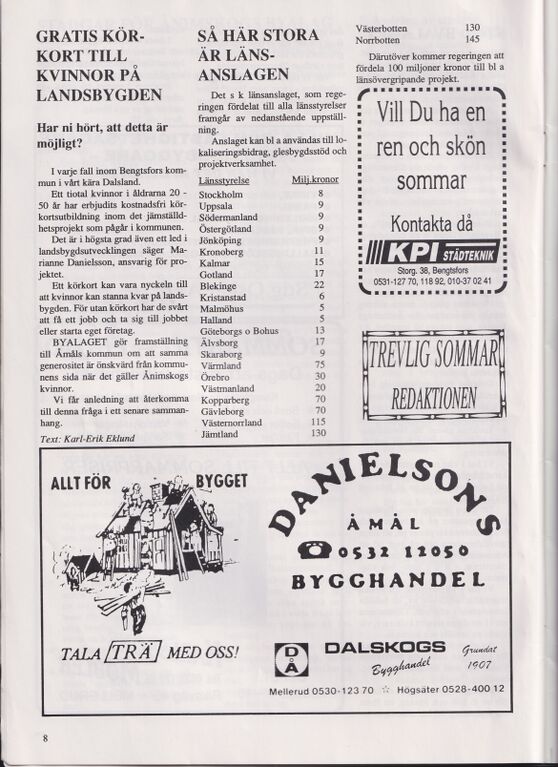 GRATIS KÖR-
KORT TILL
KVINNOR PÅ
LANDSBYGDEN
Har ni hört, att detta är
möjligt?
I varje fall inom Bengtsfors kom-
mun i vårt kära Dalsland.
Ett tiotal kvinnor i åldrarna 20 -
50 år har erbjudits kostnadsfri kör-
kortsutbildning inom det jämställd-
hetsprojekt som pågår i kommunen.
Det är i högsta grad även ett led i
landsbygdsutvecklingen säger Ma-
rianne Danielsson, ansvarig för pro-
jektet.
Ett körkort kan vara nyckeln till
att kvinnor kan stanna kvar på lands-
bygden. För utan körkort har de svårt
att få ett jobb och ta sig till jobbet
eller starta eget företag.
BYALAGET gör framställning
till Åmåls kommun om att samma
generositet är önskvärd från kommu-
nens sida när det gäller Ånimskogs
kvinnor.
Vi får anledning att återkomma
till denna fråga i ett senare samman-
hang.
Text: Karl-Erik Eklund
SÅ HÄR STORA
ÄR LÄNS-
ANSLAGEN
Det s k länsanslaget, som rege-
ringen fördelat till alla länsstyrelser
framgår av nedanstående uppställ-
ning.
Anslaget kan bl a användas till lo-
kaliseringsbidrag, glesbygdsstöd och
projektverksamhet.
Länsstyrelse Milj.kronor
Stockholm 8
Uppsala 9
Södermanland 9
Östergötland 9
Jönköping 9
Kronoberg 11
Kalmar 15
Gotland 17
Blekinge 22
Kristanstad 6
Malmöhus 5
Halland 5
Göteborgs o Bohus 13
Älvsborg 17
Skaraborg 9
Värmland 75
Örebro 30
Västmanland 20
Kopparberg 70
Gävleborg 70
Västernorrland 115
Jämtland 130
Västerbotten 130
Norrbotten 145
Därutöver kommer regeringen att
fördela 100 miljoner kronor till bl a
länsövergripande projekt.
Vill Du ha en
ren och skön
sommar
Kontakta då
KPI STÄDTEKNIK
Storg. 38, Bengtsfors
0531-127 70, 118 92, 010-37 02 41
TREVLIG SOMMAR
REDAKTIONEN
ALLT FÖR BYGGET
TALA TRÄ MED OSS!
DANIELSONS
ÅMÅL
☎ 0532 12050
BYGGHANDEL
DÅ
DALSKOGS
Bygghandel
Grundat
1907
Mellerud 0530-123 70 ☆ Högsäter 0528-400 12
8